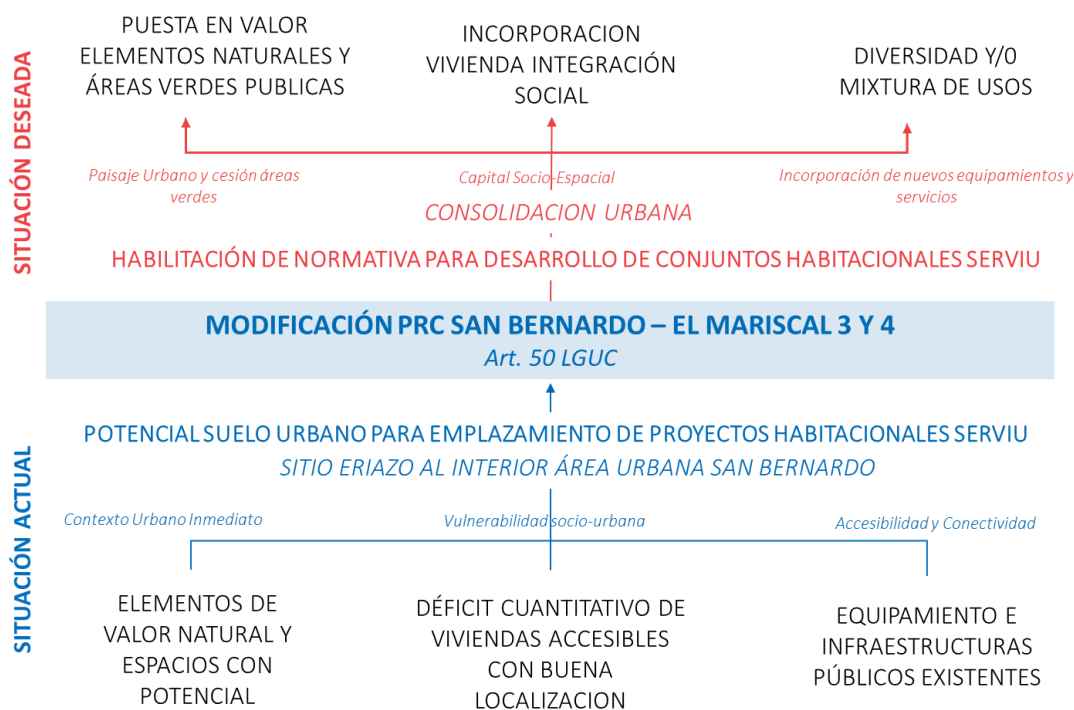 SITUACIÓN DESEADA
PUESTA EN VALOR
ELEMENTOS NATURALES Y
ÁREAS VERDES PUBLICAS
INCORPORACION
VIVIENDA INTEGRACIÓN
SOCIAL
DIVERSIDAD Y/0
MIXTURA DE USOS
Paisaje Urbano y cesión áreas
verdes
Capital Socio-Espacial
Incorporación de nuevos equipamientos y
servicios
CONSOLIDACION URBANA
HABILITACIÓN DE NORMATIVA PARA DESARROLLO DE CONJUNTOS HABITACIONALES SERVIU
MODIFICACIÓN PRC SAN BERNARDO – EL MARISCAL 3 Y 4
Art. 50 LGUC
SITUACIÓN ACTUAL
POTENCIAL SUELO URBANO PARA EMPLAZAMIENTO DE PROYECTOS HABITACIONALES SERVIU
SITIO ERIAZO AL INTERIOR ÁREA URBANA SAN BERNARDO
Contexto Urbano Inmediato
Vulnerabilidad socio-urbana
Accesibilidad y Conectividad
ELEMENTOS DE
VALOR NATURAL Y
ESPACIOS CON
POTENCIAL
DÉFICIT CUANTITATIVO DE
VIVIENDAS ACCESIBLES
CON BUENA
LOCALIZACION
EQUIPAMIENTO E
INFRAESTRUCTURAS
PÚBLICOS EXISTENTES